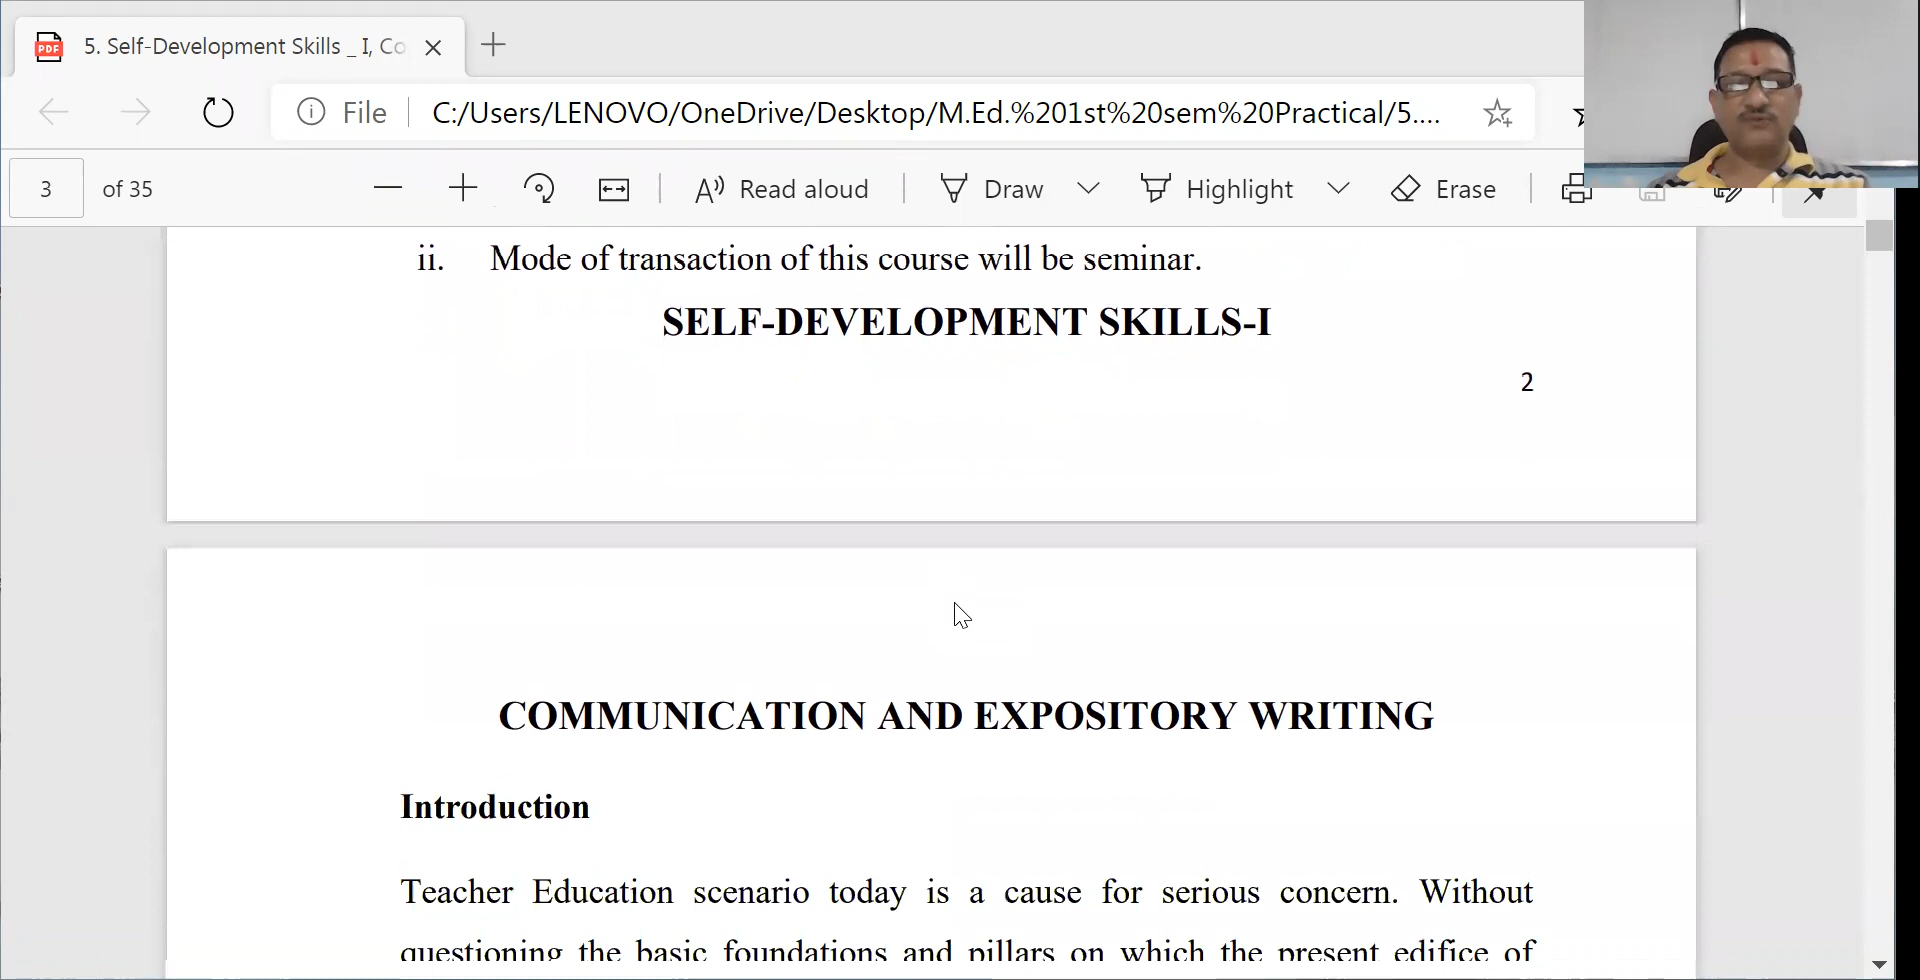 5. Self-Development Skills _ I, Co
File C:/Users/LENOVO/OneDrive/Desktop/M.Ed.%201st%20sem%20Practical/5....
3 of 35 Read aloud Draw Highlight Erase
ii. Mode of transaction of this course will be seminar.
SELF-DEVELOPMENT SKILLS-I
2
COMMUNICATION AND EXPOSITORY WRITING
Introduction
Teacher Education scenario today is a cause for serious concern. Without
questioning the basic foundations and pillars on which the present edifice of